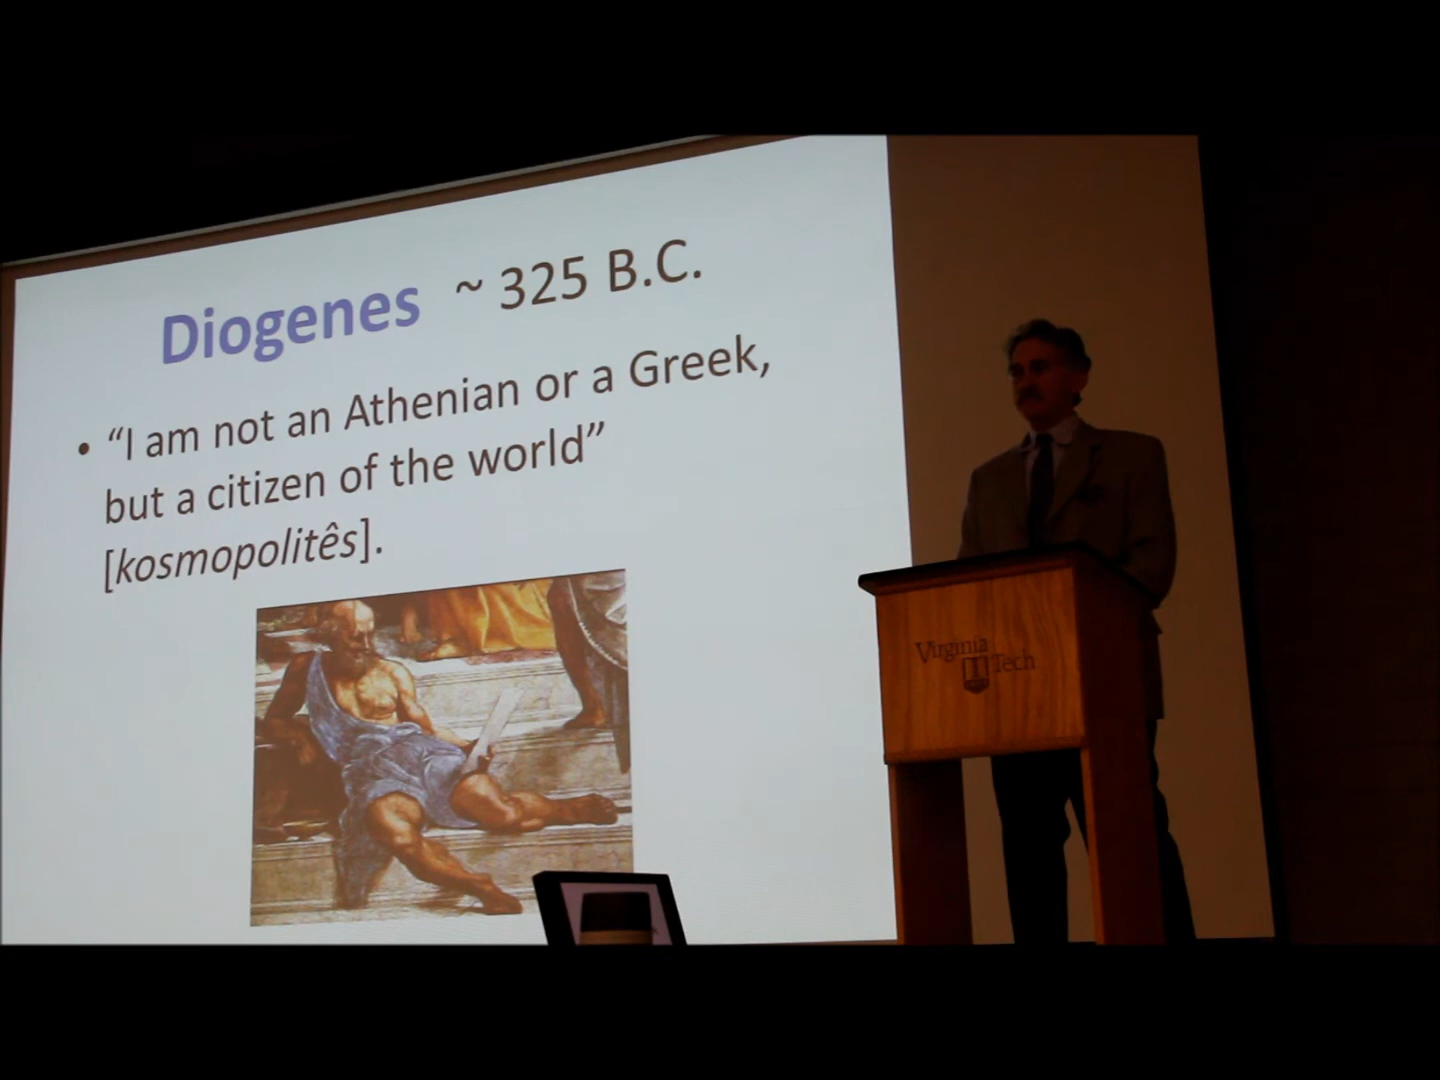 Diogenes ~ 325 B.C.
• “I am not an Athenian or a Greek,
but a citizen of the world”
[kosmopolitês].
Virginia
Tech